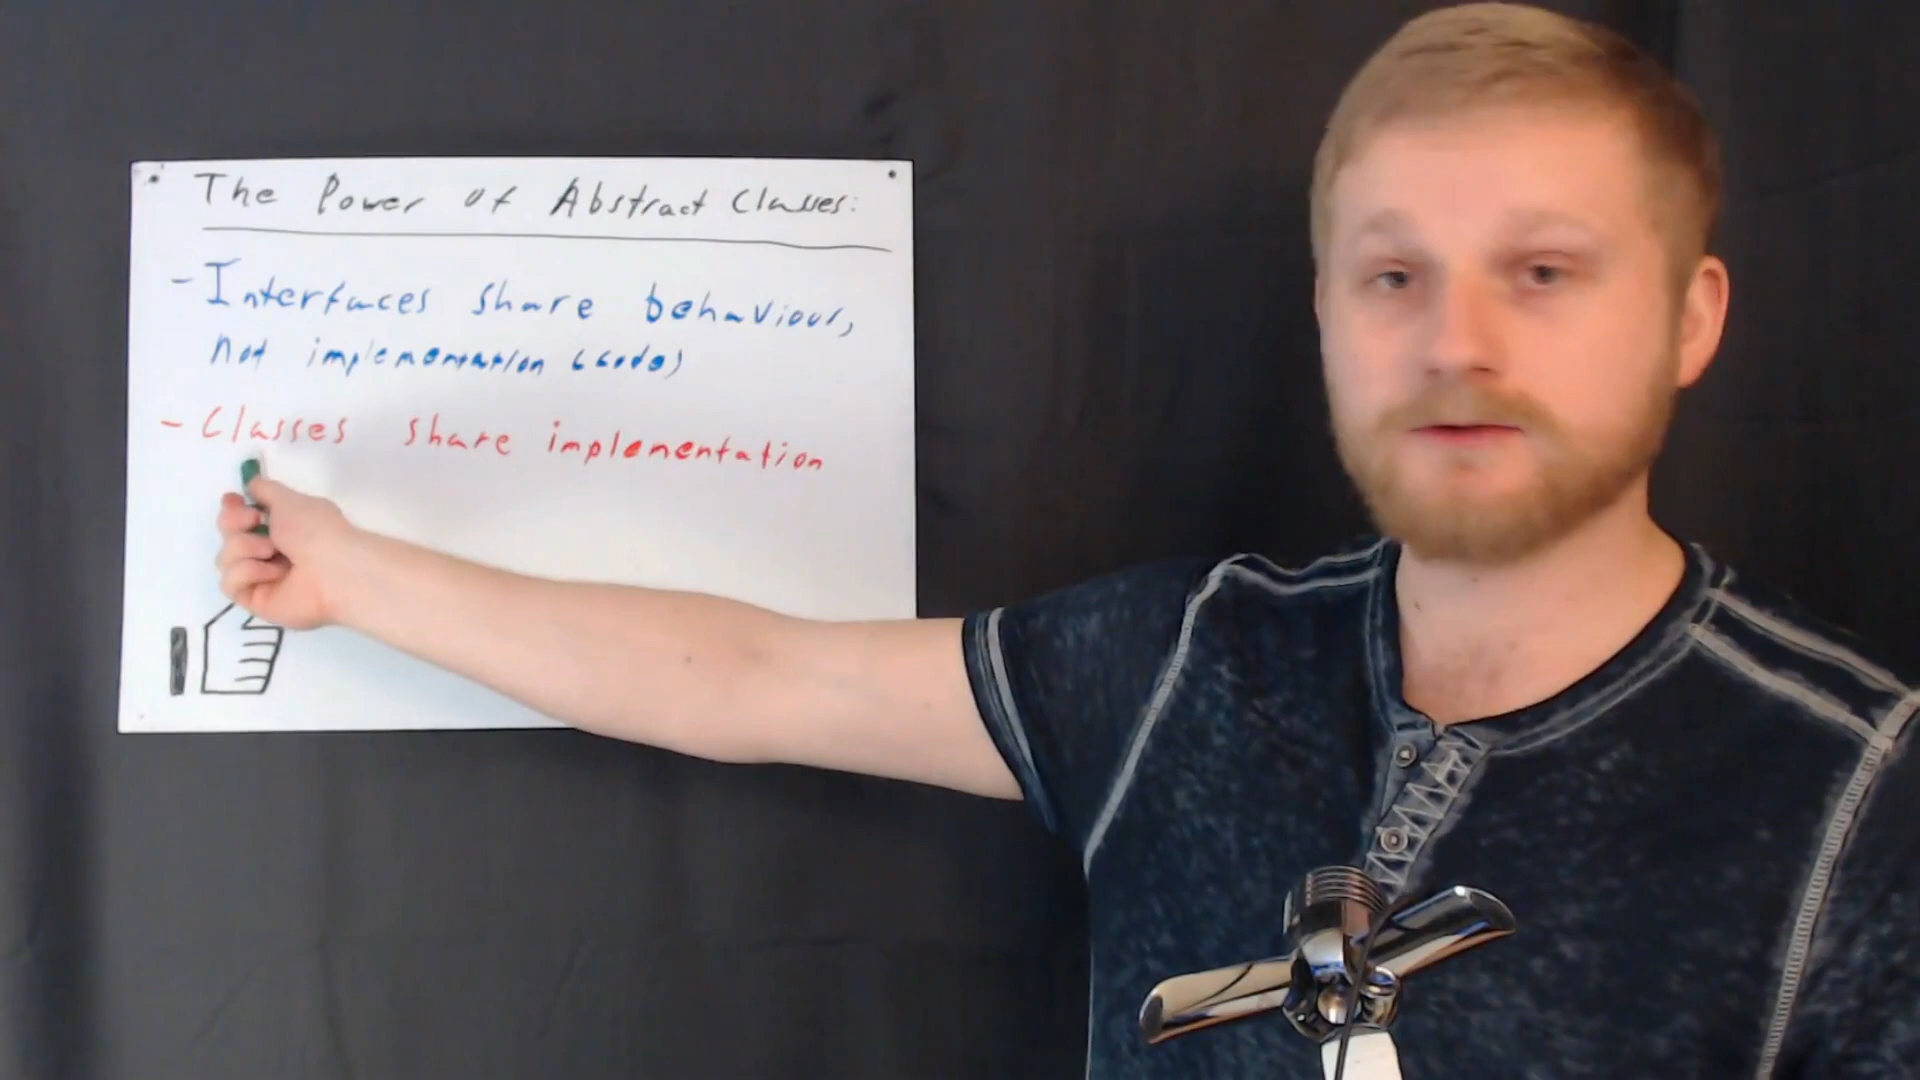 The Power of Abstract Classes:
- Interfaces share behaviour,
not implementation (code)
- Classes share implementation